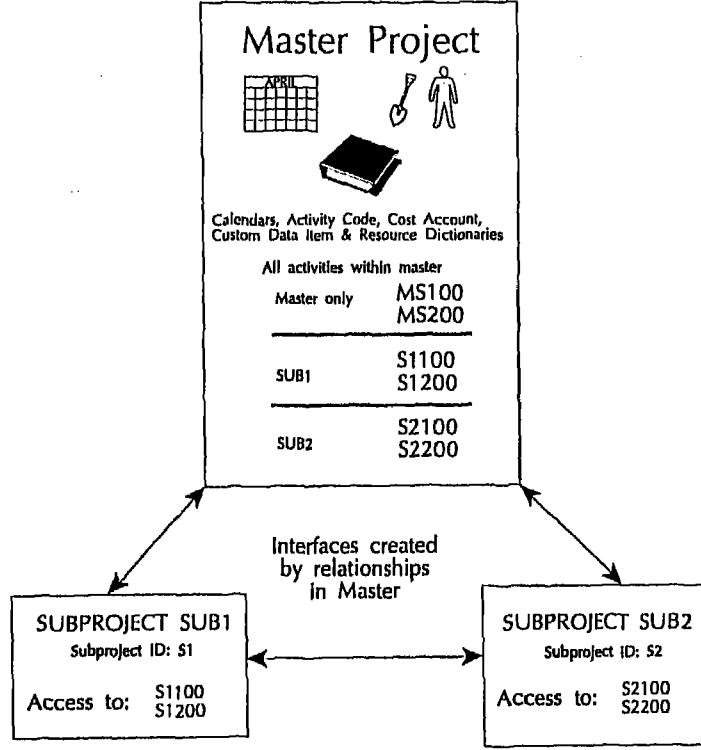 Master Project
APRIL
Calendars, Activity Code, Cost Account,
Custom Data Item & Resource Dictionaries
All activities within master
Master only MS100
MS200
SUB1 S1100
S1200
SUB2 S2100
S2200
Interfaces created
by relationships
in Master
SUBPROJECT SUB1
Subproject ID: S1
Access to: S1100
S1200
SUBPROJECT SUB2
Subproject ID: S2
Access to: S2100
S2200